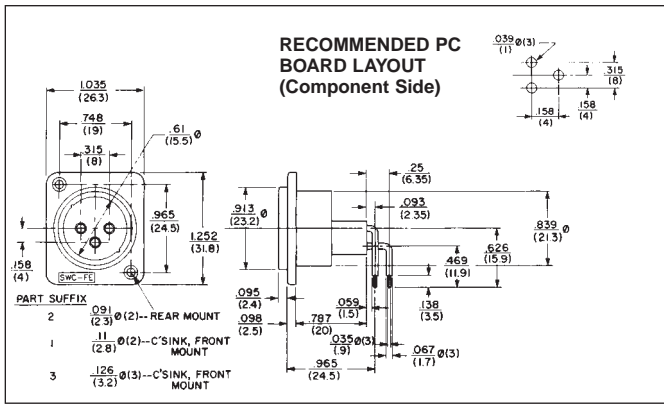 RECOMMENDED PC
BOARD LAYOUT
(Component Side)
.039 Ø(3)
(1)
.315
(8)
.158
(4)
.158
(4)
1.035
(26.3)
.748
(19)
.315
(8)
.61 Ø
(15.5)
.965
(24.5)
1.252
(31.8)
.158
(4)
SWC-FE
PART SUFFIX
2 .091 Ø(2)--REAR MOUNT
(2.3)
1 .11 Ø(2)--C'SINK, FRONT
(2.8) MOUNT
3 .126 Ø(3)--C'SINK, FRONT
(3.2) MOUNT
.913 Ø
(23.2)
.25
(6.35)
.093
(2.35)
.839 Ø
(21.3)
.626
(15.9)
.469
(11.9)
.095
(2.4)
.098
(2.5)
.787
(20)
.059
(1.5)
.138
(3.5)
.035 Ø(3)
(.9)
.067 Ø(3)
(1.7)
.965
(24.5)